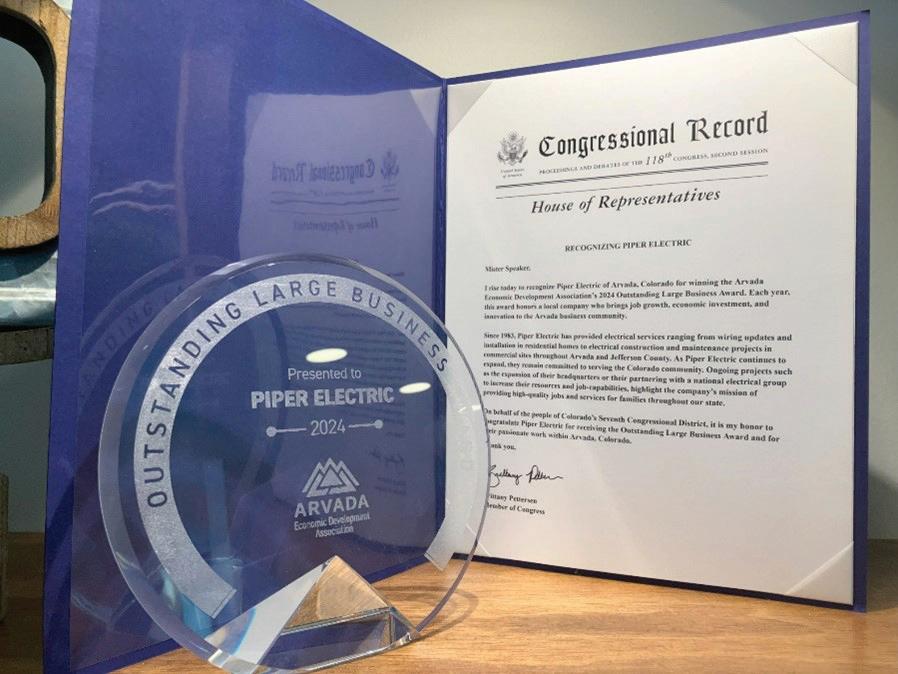 OUTSTANDING LARGE BUSINESS
Presented to
PIPER ELECTRIC
2024
ARVADA
Economic Development
Association
Congressional Record
United States
of America
PROCEEDINGS AND DEBATES OF THE 118th CONGRESS, SECOND SESSION
House of Representatives
RECOGNIZING PIPER ELECTRIC
Mister Speaker,
I rise today to recognize Piper Electric of Arvada, Colorado for winning the Arvada
Economic Development Association's 2024 Outstanding Large Business Award. Each year,
this award honors a local company who brings job growth, economic investment, and
innovation to the Arvada business community.
Since 1983, Piper Electric has provided electrical services ranging from wiring updates and
installation in residential homes to electrical construction and maintenance projects in
commercial sites throughout Arvada and Jefferson County. As Piper Electric continues to
expand, they remain committed to serving the Colorado community. Ongoing projects such
as the expansion of their headquarters or their partnering with a national electrical group
to increase their resources and job-capabilities, highlight the company's mission of
providing high-quality jobs and services for families throughout our state.
On behalf of the people of Colorado's Seventh Congressional District, it is my honor to
congratulate Piper Electric for receiving the Outstanding Large Business Award and for
their passionate work within Arvada, Colorado.
Thank you,
Brittany Pettersen
Brittany Pettersen
Member of Congress